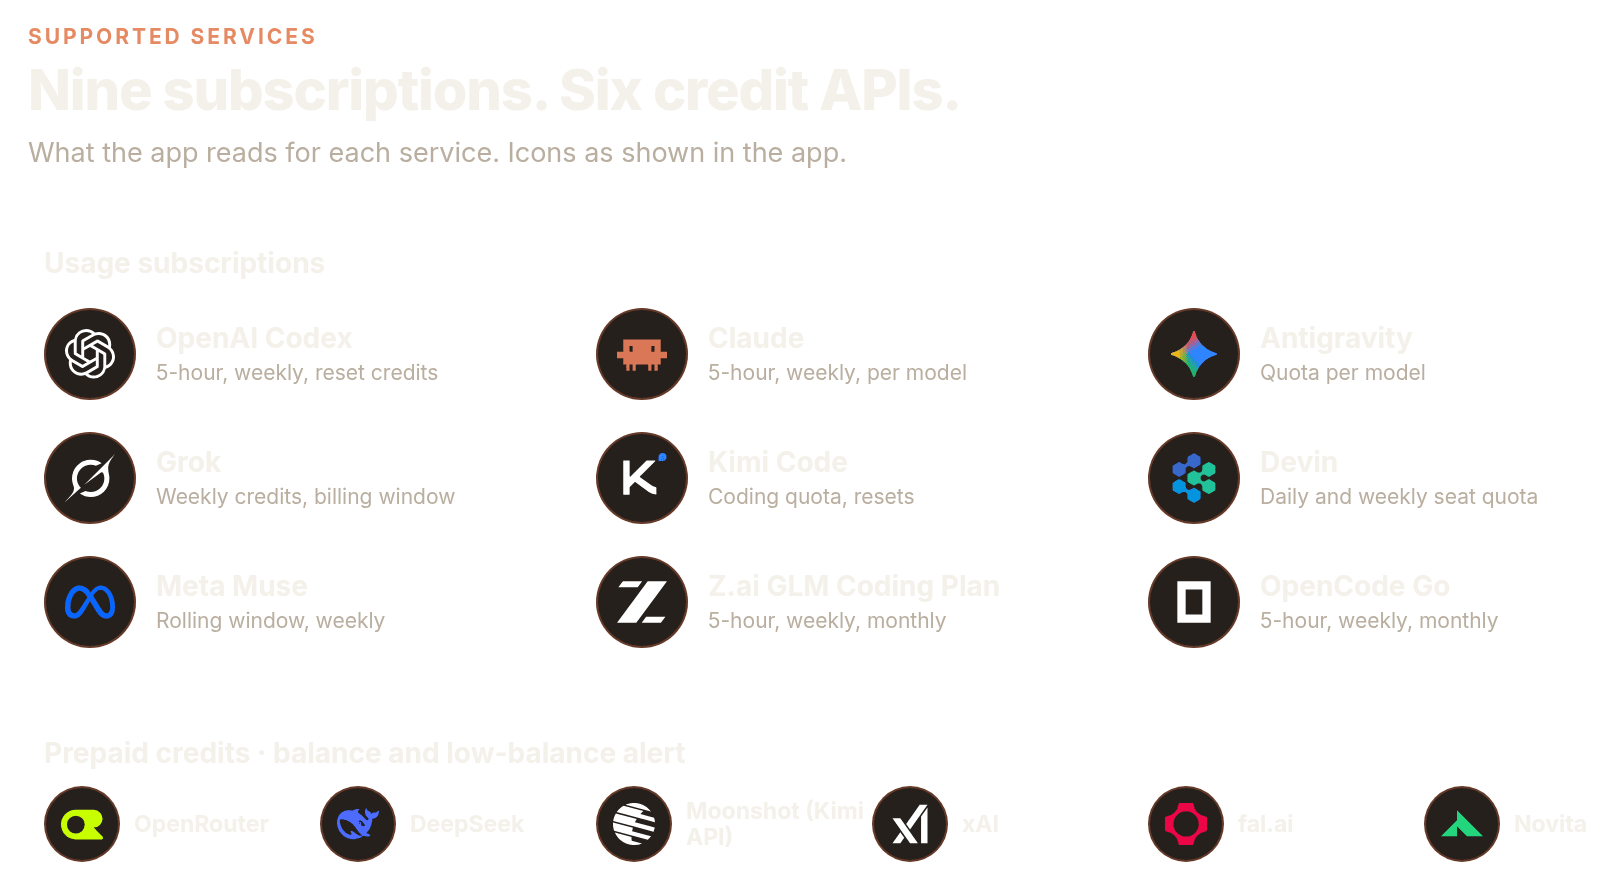 SUPPORTED SERVICES
Nine subscriptions. Six credit APIs.
What the app reads for each service. Icons as shown in the app.
Usage subscriptions
OpenAI Codex
5-hour, weekly, reset credits
Claude
5-hour, weekly, per model
Antigravity
Quota per model
Grok
Weekly credits, billing window
Kimi Code
Coding quota, resets
Devin
Daily and weekly seat quota
Meta Muse
Rolling window, weekly
Z.ai GLM Coding Plan
5-hour, weekly, monthly
OpenCode Go
5-hour, weekly, monthly
Prepaid credits · balance and low-balance alert
OpenRouter
DeepSeek
Moonshot (Kimi
API)
xAI
fal.ai
Novita